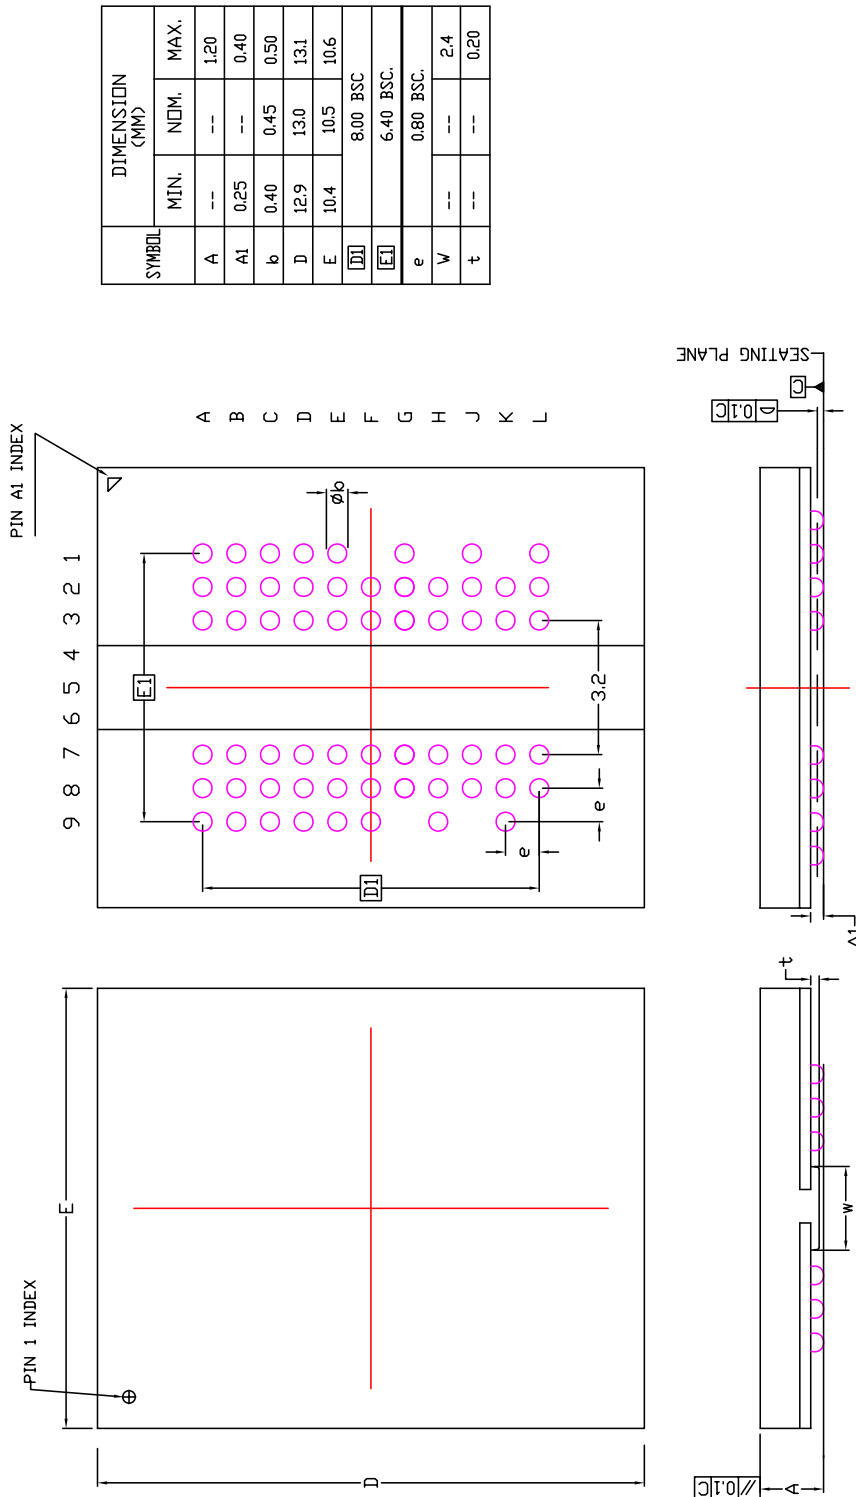 SYMBOL DIMENSION (MM)
MIN. NOM. MAX.
A -- -- 1.20
A1 0.25 -- 0.40
b 0.40 0.45 0.50
D 12.9 13.0 13.1
E 10.4 10.5 10.6
D1 8.00 BSC
E1 6.40 BSC.
e 0.80 BSC.
W -- -- 2.4
t -- -- 0.20
PIN A1 INDEX
9 8 7 6 5 4 3 2 1
A
B
C
D
E
F
G
H
J
K
L
E1
D1
øb
3.2
e
e
SEATING PLANE
C
0.1 C
A1
PIN 1 INDEX
E
D
t
w
A
// 0.1 C